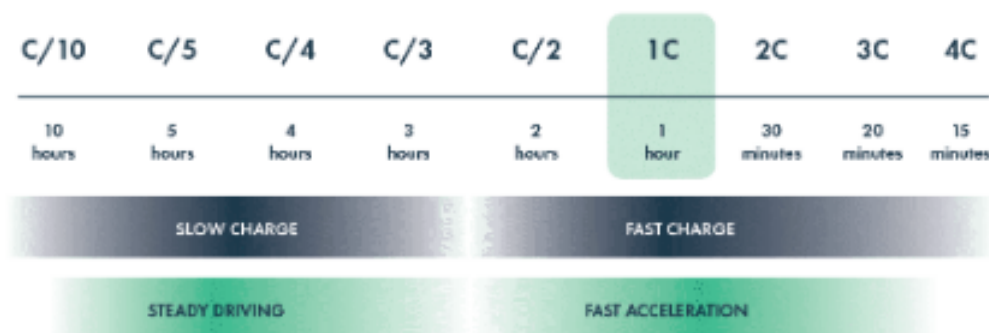 C/10 C/5 C/4 C/3 C/2 1C 2C 3C 4C
10 5 4 3 2 1 30 20 15
hours hours hours hours hours hour minutes minutes minutes
SLOW CHARGE FAST CHARGE
STEADY DRIVING FAST ACCELERATION